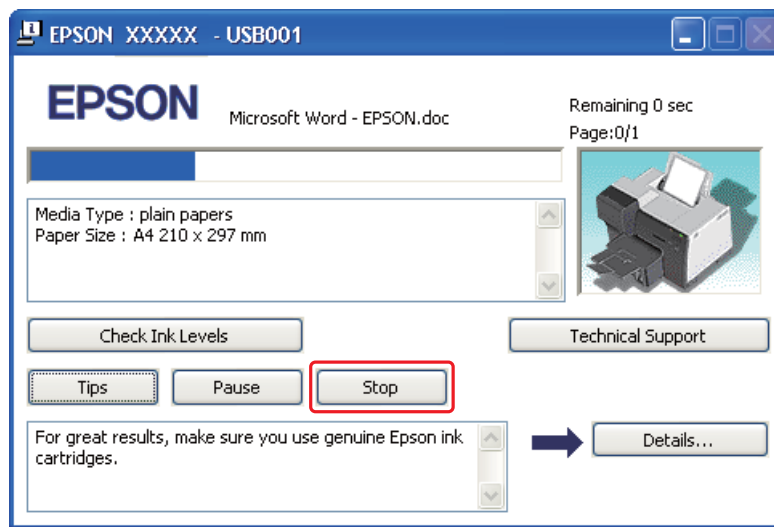 EPSON XXXXX - USB001
EPSON
Microsoft Word - EPSON.doc
Remaining 0 sec
Page:0/1
Media Type : plain papers
Paper Size : A4 210 x 297 mm
Check Ink Levels
Technical Support
Tips
Pause
Stop
For great results, make sure you use genuine Epson ink
cartridges.
Details...